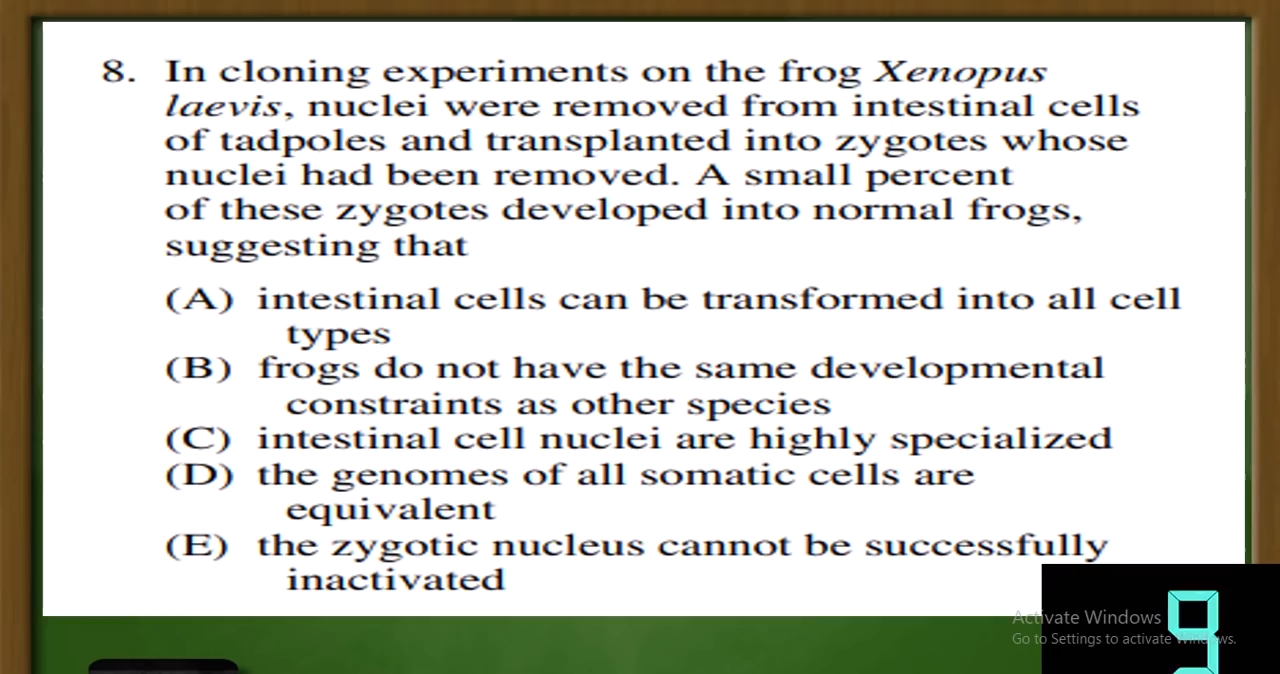 8. In cloning experiments on the frog Xenopus
laevis, nuclei were removed from intestinal cells
of tadpoles and transplanted into zygotes whose
nuclei had been removed. A small percent
of these zygotes developed into normal frogs,
suggesting that
(A) intestinal cells can be transformed into all cell
types
(B) frogs do not have the same developmental
constraints as other species
(C) intestinal cell nuclei are highly specialized
(D) the genomes of all somatic cells are
equivalent
(E) the zygotic nucleus cannot be successfully
inactivated
Activate Windows
Go to Settings to activate Windows.
9